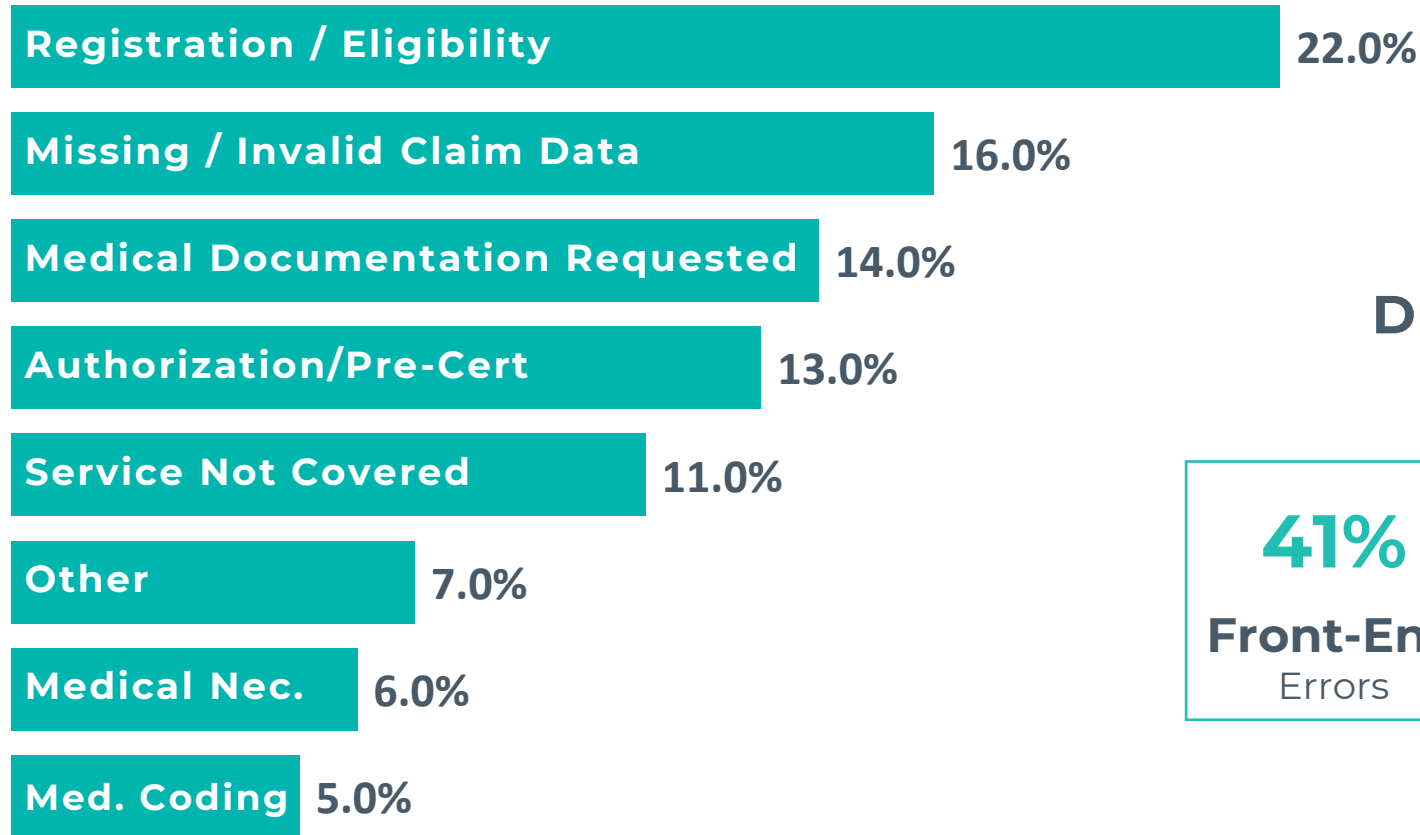 Registration / Eligibility 22.0%
Missing / Invalid Claim Data 16.0%
Medical Documentation Requested 14.0%
Authorization/Pre-Cert 13.0%
Service Not Covered 11.0%
Other 7.0%
Medical Nec. 6.0%
Med. Coding 5.0%
D
41%
Front-En
Errors